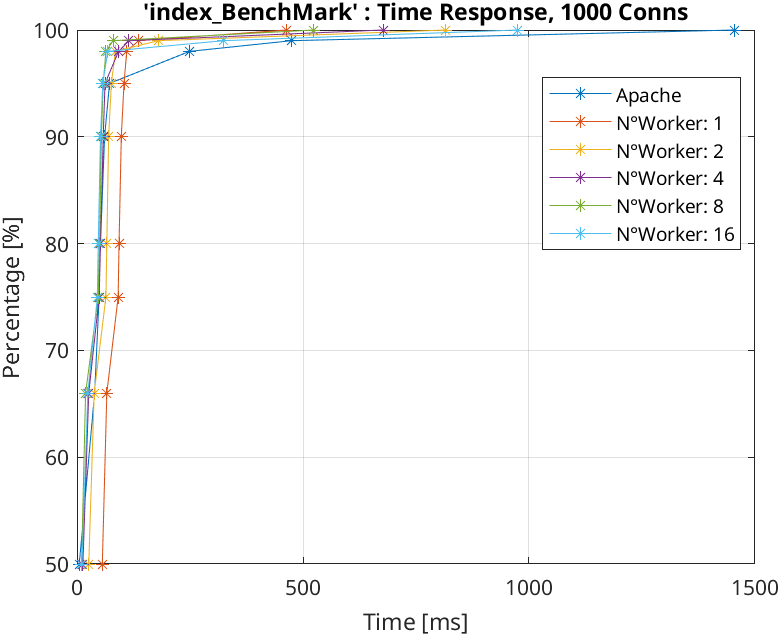 'index_BenchMark' : Time Response, 1000 Conns
Percentage [%]
100
90
80
70
60
50
0
500
1000
1500
Time [ms]
Apache
N°Worker: 1
N°Worker: 2
N°Worker: 4
N°Worker: 8
N°Worker: 16